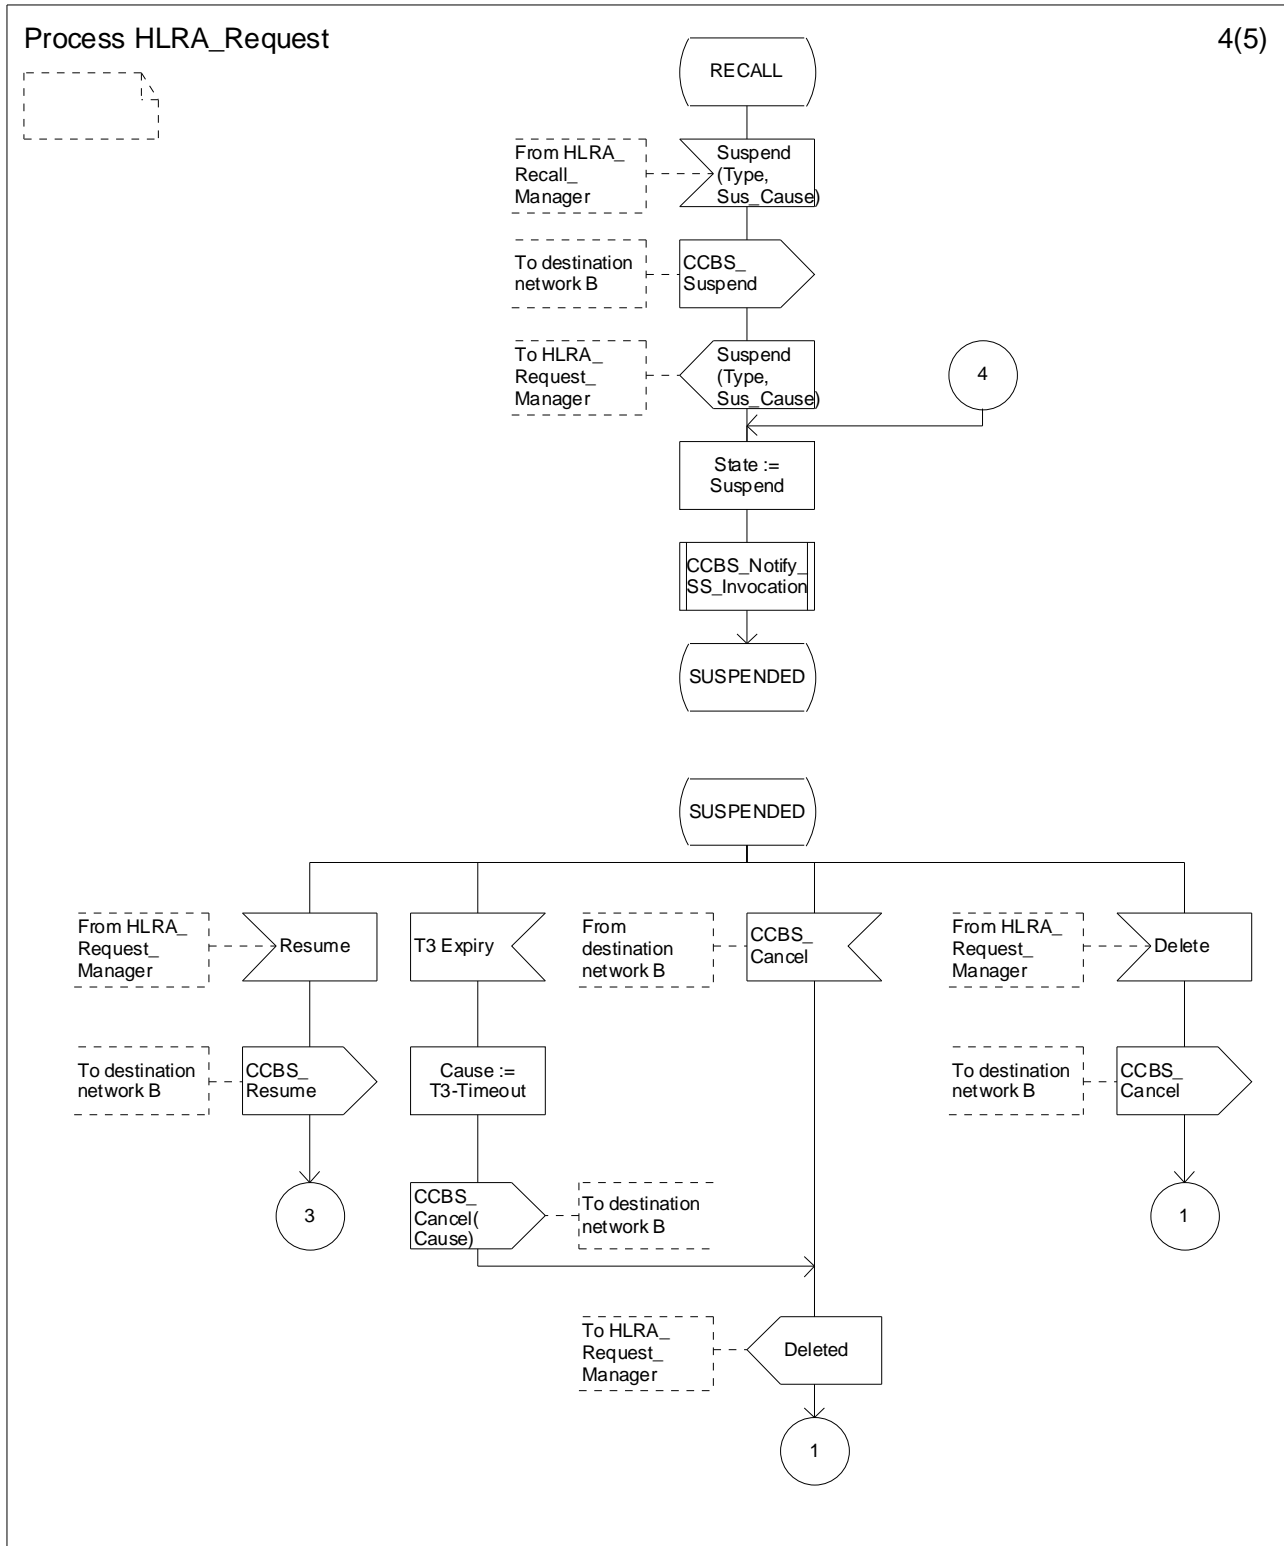 Process HLRA_Request
4(5)
RECALL
From HLRA_
Recall_
Manager
Suspend
(Type,
Sus_Cause)
To destination
network B
CCBS_
Suspend
To HLRA_
Request_
Manager
Suspend
(Type,
Sus_Cause)
4
State :=
Suspend
CCBS_Notify_
SS_Invocation
SUSPENDED
SUSPENDED
From HLRA_
Request_
Manager
Resume
T3 Expiry
From
destination
network B
CCBS_
Cancel
From HLRA_
Request_
Manager
Delete
To destination
network B
CCBS_
Resume
Cause :=
T3-Timeout
To destination
network B
CCBS_
Cancel
3
CCBS_
Cancel(
Cause)
To destination
network B
1
To HLRA_
Request_
Manager
Deleted
1